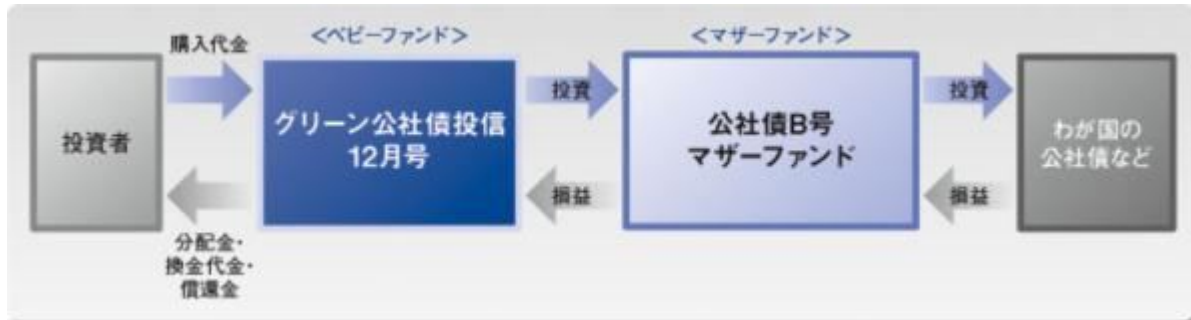 <ベビーファンド>
<マザーファンド>
購入代金
投資者
グリーン公社債投信
12月号
投資
公社債B号
マザーファンド
投資
わが国の
公社債など
損益
損益
分配金・
換金代金・
償還金